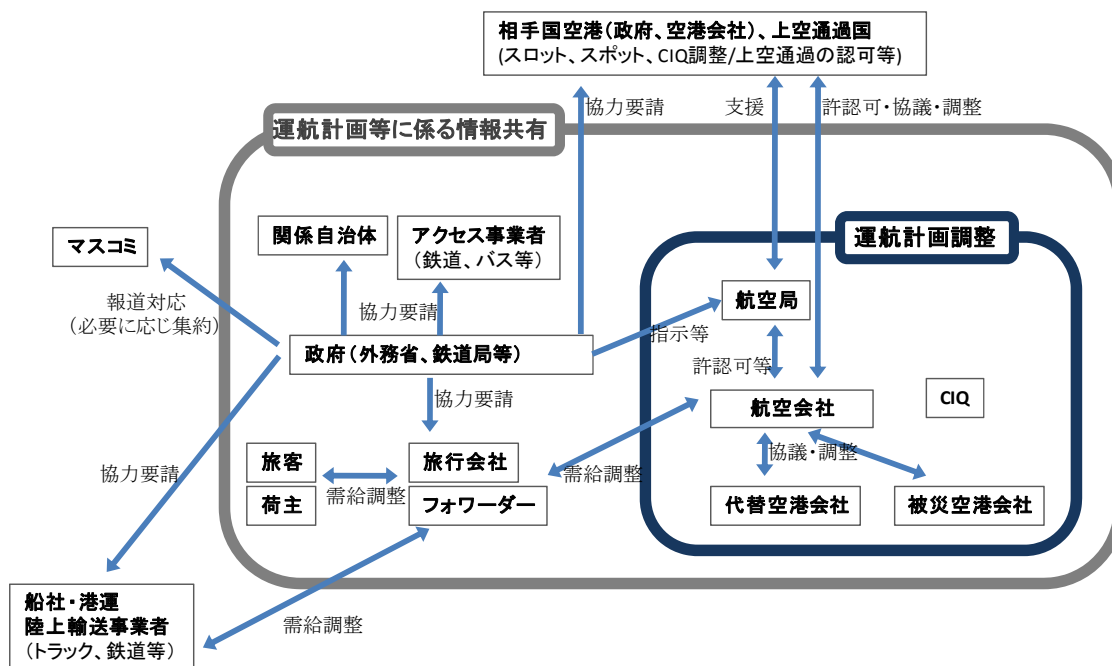 相手国空港(政府、空港会社)、上空通過国
(スロット、スポット、CIQ調整/上空通過の認可等)
協力要請
支援
許認可・協議・調整
運航計画等に係る情報共有
運航計画調整
マスコミ
関係自治体
アクセス事業者
(鉄道、バス等)
報道対応
(必要に応じ集約)
協力要請
航空局
指示等
政府(外務省、鉄道局等)
許認可等
協力要請
航空会社
CIQ
協力要請
旅客
荷主
需給調整
旅行会社
フォワーダー
需給調整
協議・調整
代替空港会社
被災空港会社
船社・港運
陸上輸送事業者
(トラック、鉄道等)
需給調整